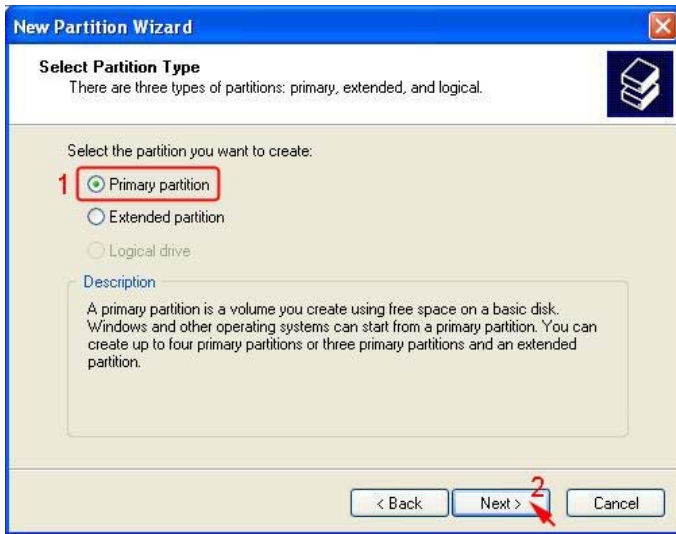 New Partition Wizard
Select Partition Type
There are three types of partitions: primary, extended, and logical.
Select the partition you want to create:
1 Primary partition
Extended partition
Logical drive
Description
A primary partition is a volume you create using free space on a basic disk.
Windows and other operating systems can start from a primary partition. You can
create up to four primary partitions or three primary partitions and an extended
partition.
2
< Back Next > Cancel